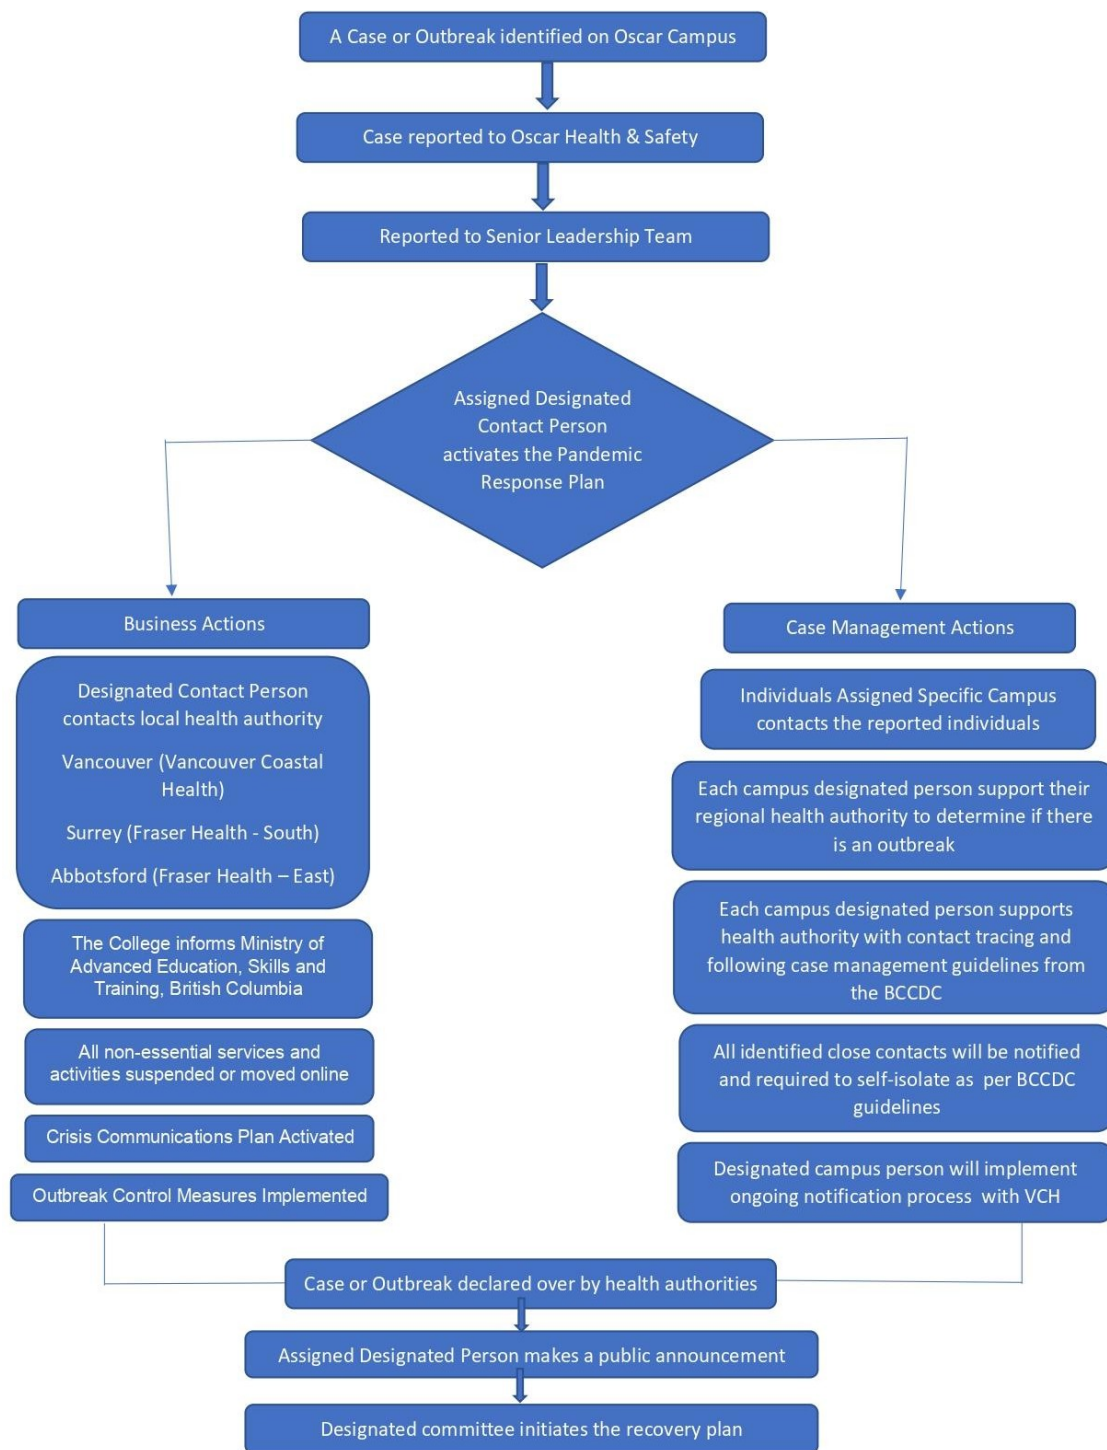 A Case or Outbreak identified on Oscar Campus
Case reported to Oscar Health & Safety
Reported to Senior Leadership Team
Assigned Designated
Contact Person
activates the Pandemic
Response Plan
Business Actions
Designated Contact Person
contacts local health authority
Vancouver (Vancouver Coastal
Health)
Surrey (Fraser Health - South)
Abbotsford (Fraser Health – East)
The College informs Ministry of
Advanced Education, Skills and
Training, British Columbia
All non-essential services and
activities suspended or moved online
Crisis Communications Plan Activated
Outbreak Control Measures Implemented
Case Management Actions
Individuals Assigned Specific Campus
contacts the reported individuals
Each campus designated person support their
regional health authority to determine if there
is an outbreak
Each campus designated person supports
health authority with contact tracing and
following case management guidelines from
the BCCDC
All identified close contacts will be notified
and required to self-isolate as per BCCDC
guidelines
Designated campus person will implement
ongoing notification process with VCH
Case or Outbreak declared over by health authorities
Assigned Designated Person makes a public announcement
Designated committee initiates the recovery plan